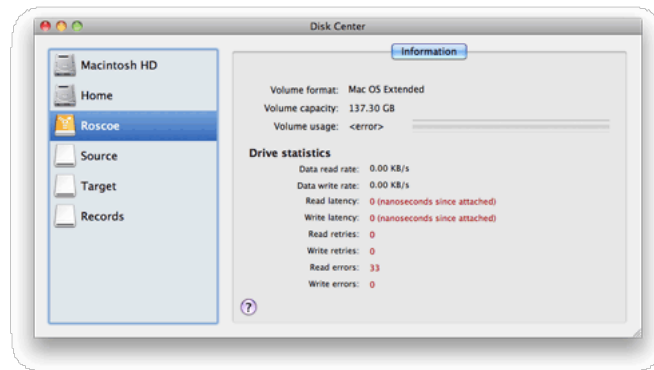 Disk Center
Macintosh HD
Home
Roscoe
Source
Target
Records
Information
Volume format: Mac OS Extended
Volume capacity: 137.30 GB
Volume usage: <error>
Drive statistics
Data read rate: 0.00 KB/s
Data write rate: 0.00 KB/s
Read latency: 0 (nanoseconds since attached)
Write latency: 0 (nanoseconds since attached)
Read retries: 0
Write retries: 0
Read errors: 33
Write errors: 0
?